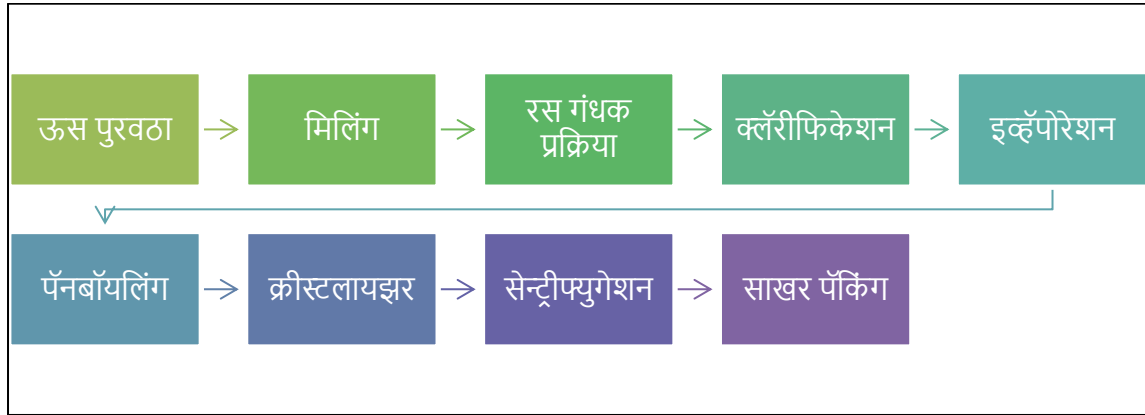 ऊस पुरवठा
मिलिंग
रस गंधक
प्रक्रिया
क्लॅरीफिकेशन
इव्हॅपोरेशन
पॅनबॉयलिंग
क्रीस्टलायझर
सेन्ट्रीफ्युगेशन
साखर पॅकिंग